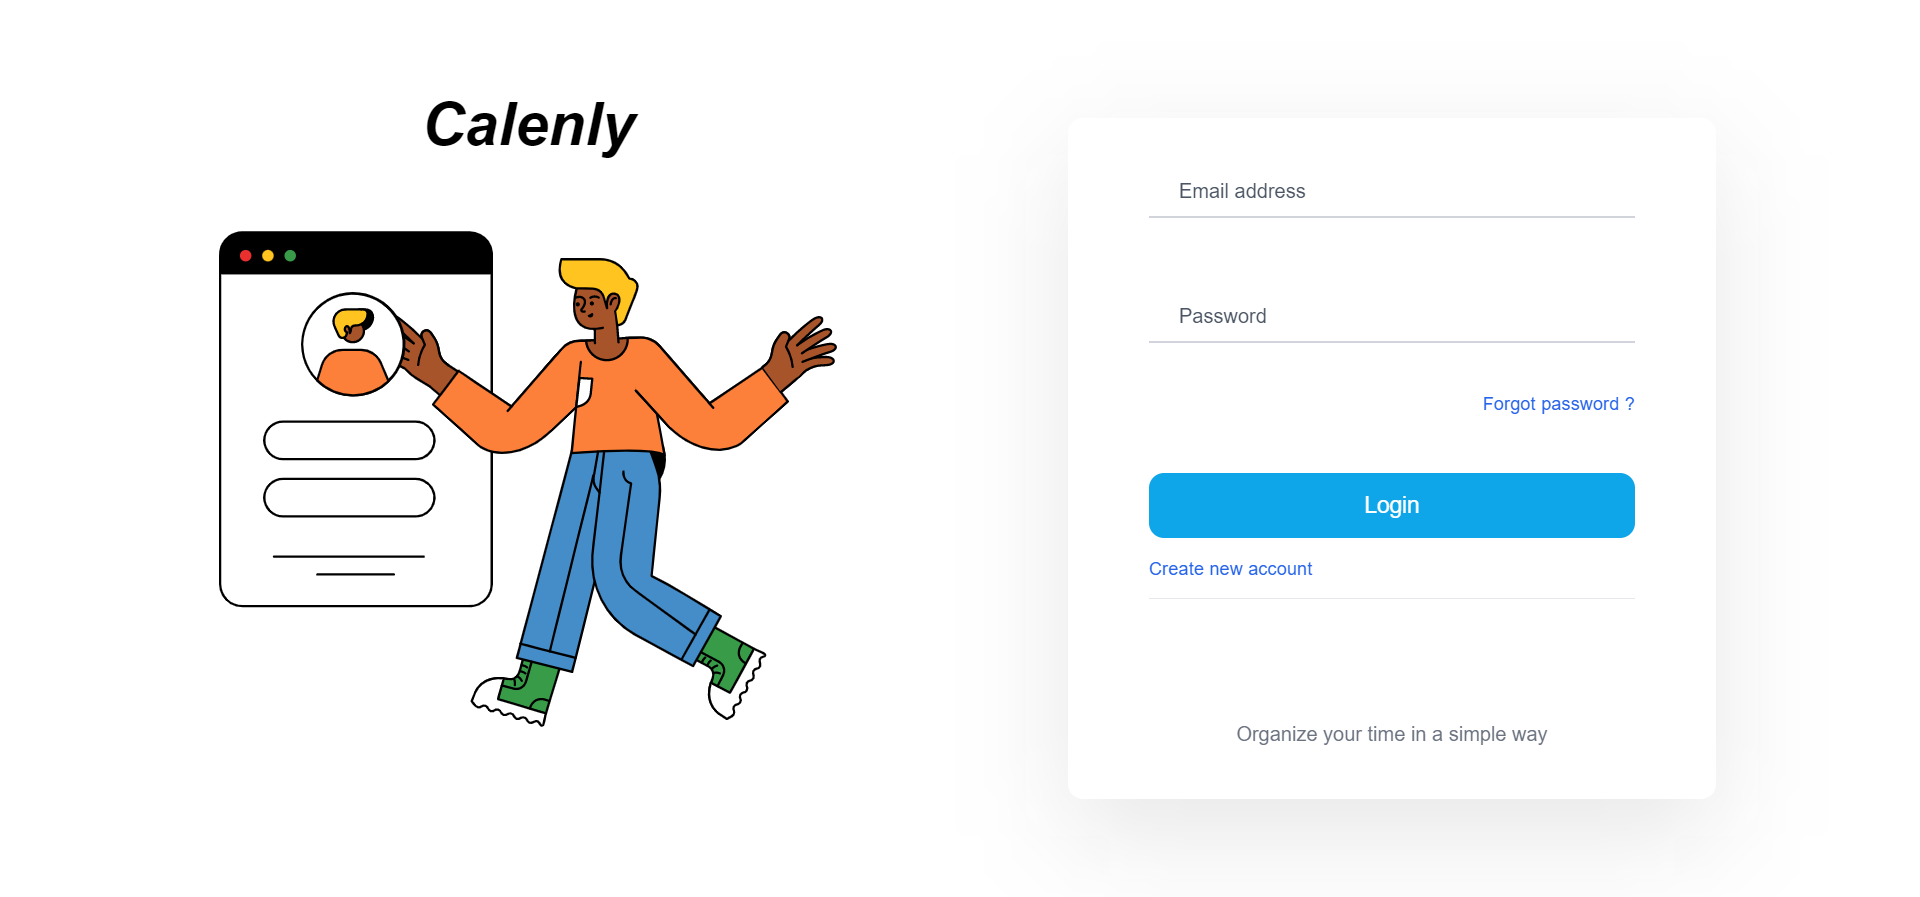 Calenly
Email address
Password
Forgot password ?
Login
Create new account
Organize your time in a simple way